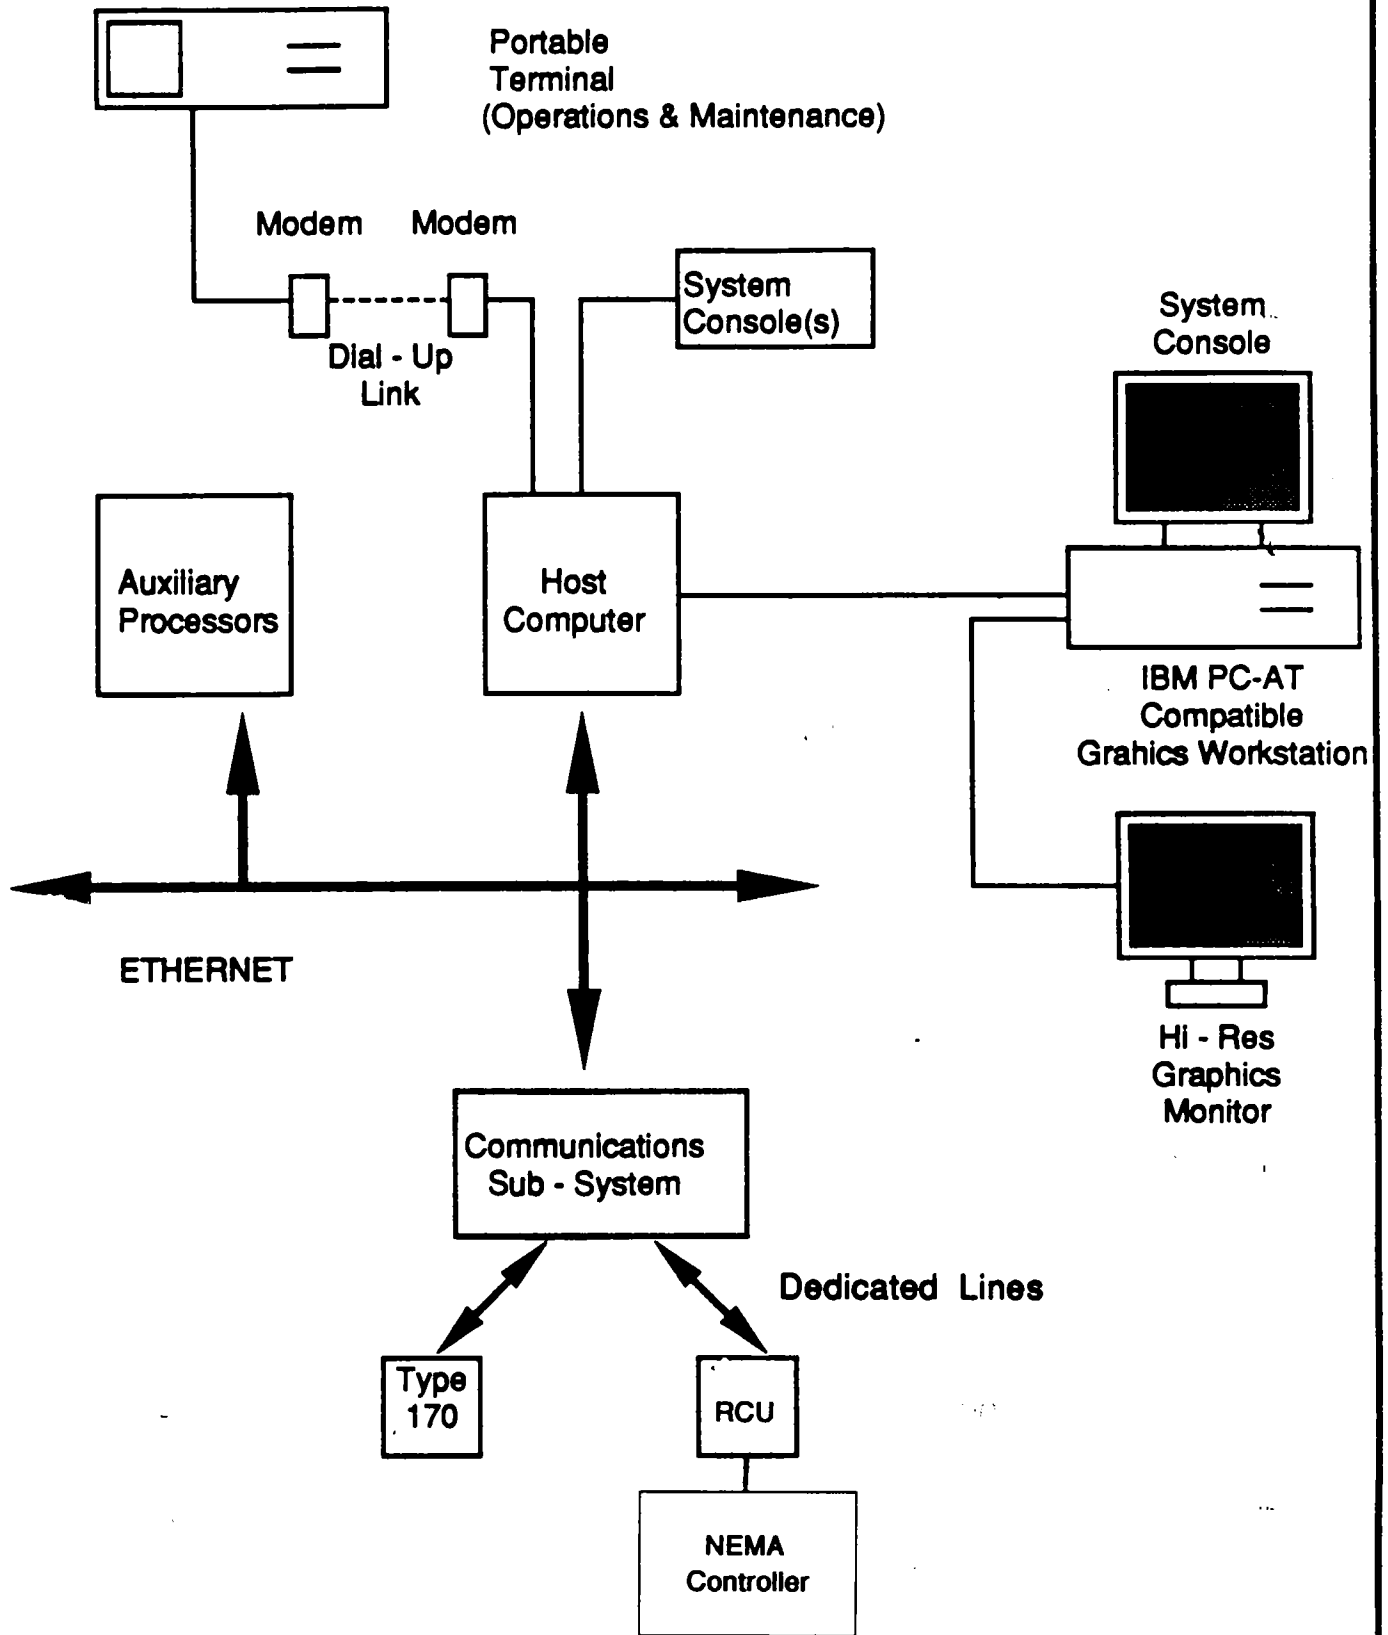 Portable
Terminal
(Operations & Maintenance)
Modem
Modem
Dial - Up
Link
System
Console(s)
System
Console
Auxiliary
Processors
Host
Computer
IBM PC-AT
Compatible
Grahics Workstation
ETHERNET
Hi - Res
Graphics
Monitor
Communications
Sub - System
Dedicated Lines
Type
170
RCU
NEMA
Controller